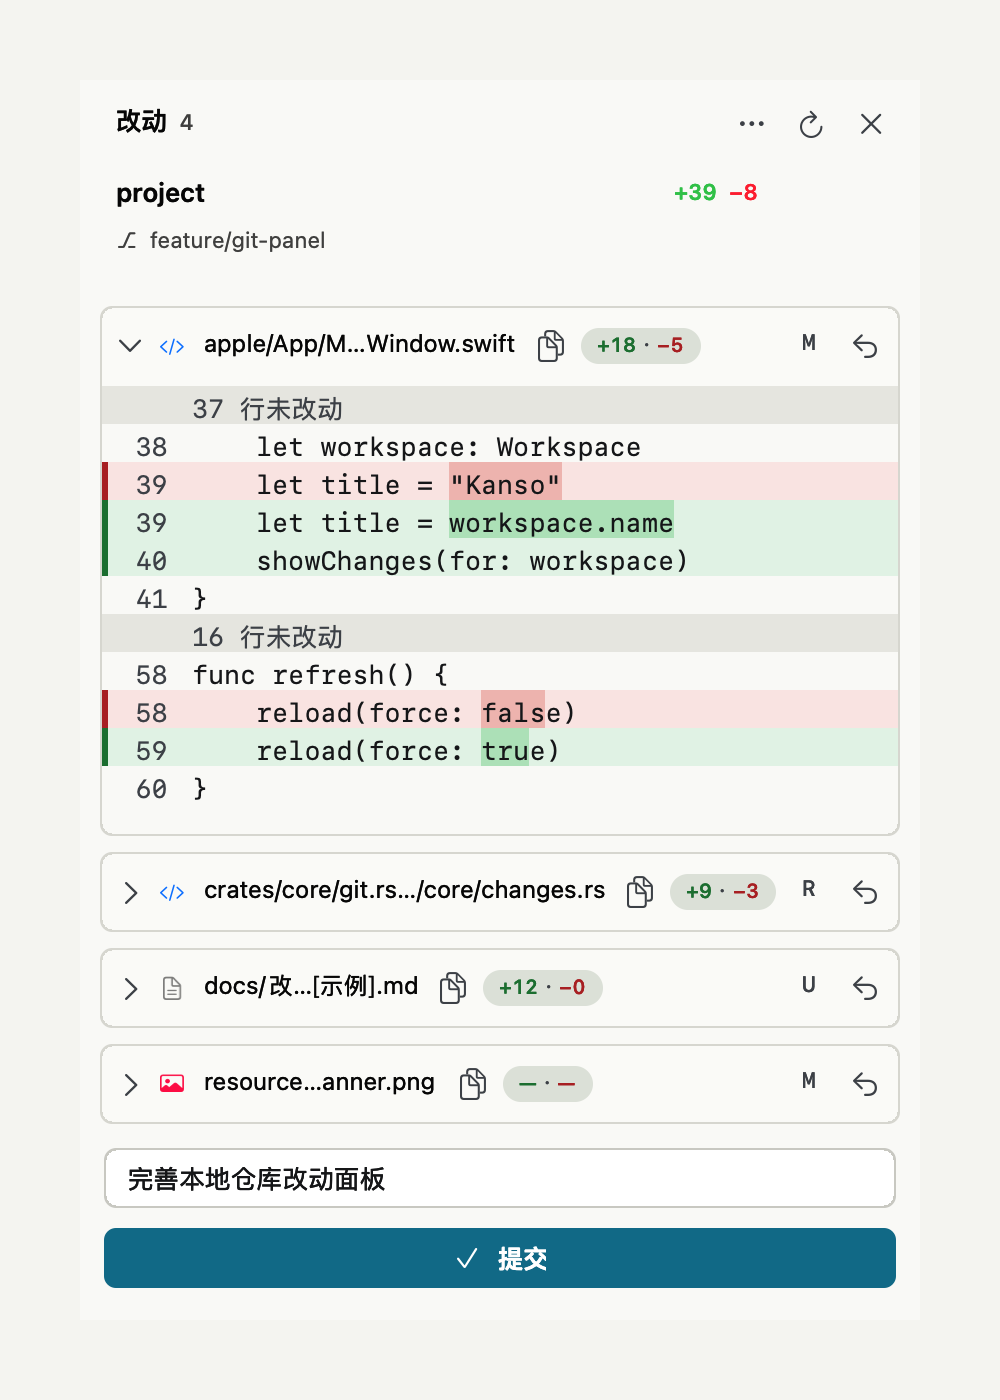 改动 4
project +39 −8
feature/git-panel
apple/App/M...Window.swift +18 · −5 M
37 行未改动
38 let workspace: Workspace
39 let title = "Kanso"
39 let title = workspace.name
40 showChanges(for: workspace)
41 }
16 行未改动
58 func refresh() {
58 reload(force: false)
59 reload(force: true)
60 }
crates/core/git.rs.../core/changes.rs +9 · −3 R
docs/改...[示例].md +12 · −0 U
resource...anner.png — · — M
完善本地仓库改动面板
提交